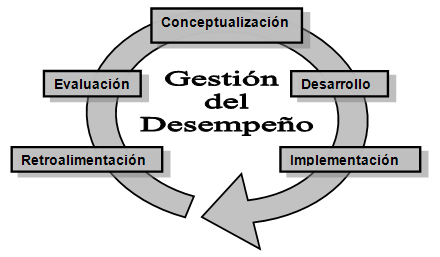 Conceptualización
Evaluación
Gestión
del
Desempeño
Desarrollo
Retroalimentación
Implementación